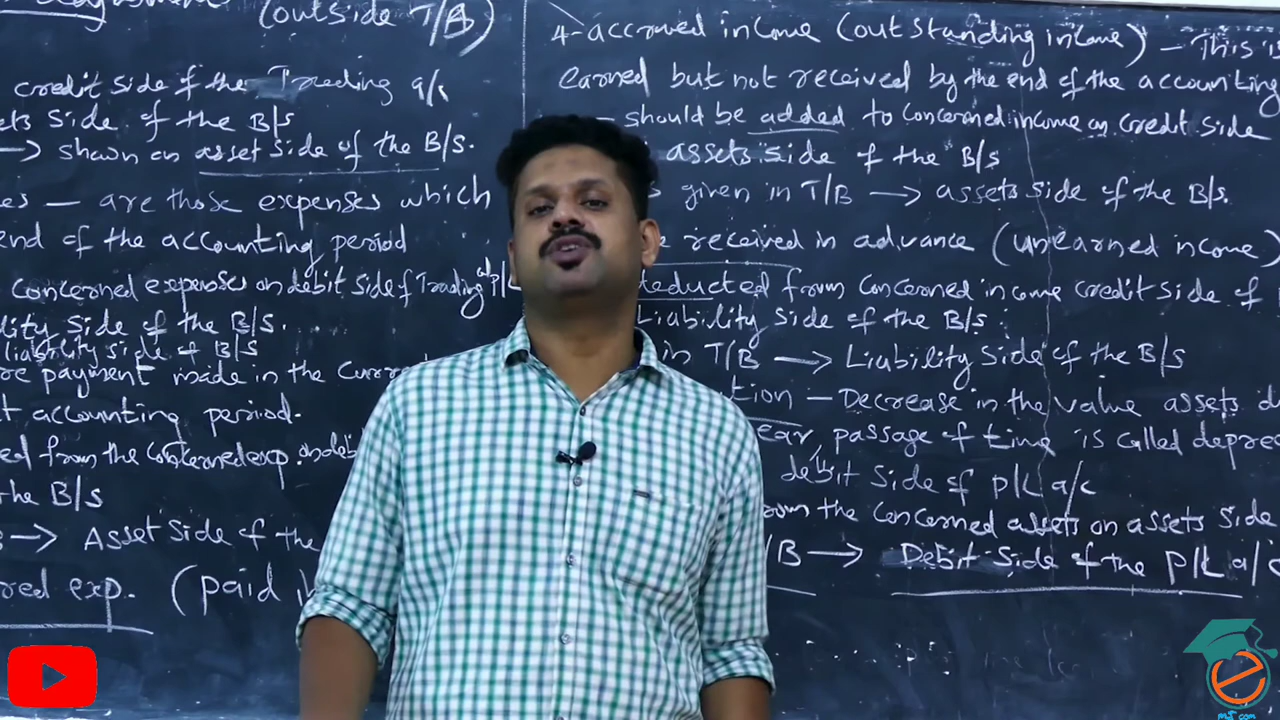 (outside T/B)
credit side of the Trading a/c
ets side of the B/S
→ shown on asset side of the B/S.
es — are those expenses which
end of the accounting period
concerned expenses on debit side of Trading P/L
lity side of the B/S.
liability side of B/S
re payment made in the curr
t accounting period.
ed from the concerned exp. on deb
the B/S
→ Asset side of the
red exp. (paid
4 - accrowed income (outstanding income) — This is
earned but not received by the end of the accounting
— should be added to concerned income on credit side
assets side of the B/S
s given in T/B → assets side of the B/S.
e received in advance (unearned income)
deducted from concerned income credit side of
Liability side of the B/S
in T/B → Liability side of the B/S
tion — Decrease in the value assets d
ear, passage of time is called depre
debit side of P/L a/c
rom the concerned assets on assets side
/B → Debit side of the P/L a/c